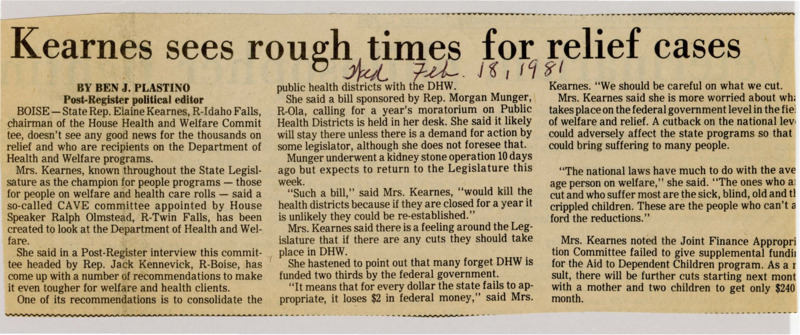 Kearnes sees rough times for relief cases
Wed Feb. 18, 1981
BY BEN J. PLASTINO
Post-Register political editor
BOISE — State Rep. Elaine Kearnes, R-Idaho Falls,
chairman of the House Health and Welfare Commit
tee, doesn't see any good news for the thousands on
relief and who are recipients on the Department of
Health and Welfare programs.
Mrs. Kearnes, known throughout the State Legisl-
sature as the champion for people programs — those
for people on welfare and health care rolls — said a
so-called CAVE committee appointed by House
Speaker Ralph Olmstead, R-Twin Falls, has been
created to look at the Department of Health and Wel-
fare.
She said in a Post-Register interview this commit-
tee headed by Rep. Jack Kennevick, R-Boise, has
come up with a number of recommendations to make
it even tougher for welfare and health clients.
One of its recommendations is to consolidate the
public health districts with the DHW.
She said a bill sponsored by Rep. Morgan Munger,
R-Ola, calling for a year's moratorium on Public
Health Districts is held in her desk. She said it likely
will stay there unless there is a demand for action by
some legislator, although she does not foresee that.
Munger underwent a kidney stone operation 10 days
ago but expects to return to the Legislature this
week.
"Such a bill," said Mrs. Kearnes, "would kill the
health districts because if they are closed for a year it
is unlikely they could be re-established."
Mrs. Kearnes said there is a feeling around the Leg-
islature that if there are any cuts they should take
place in DHW.
She hastened to point out that many forget DHW is
funded two thirds by the federal government.
"It means that for every dollar the state fails to ap-
propriate, it loses $2 in federal money," said Mrs.
Kearnes. "We should be careful on what we cut.
Mrs. Kearnes said she is more worried about wha
takes place on the federal government level in the fie
of welfare and relief. A cutback on the national lev
could adversely affect the state programs so that
could bring suffering to many people.
"The national laws have much to do with the ave
age person on welfare," she said. "The ones who a
cut and who suffer most are the sick, blind, old and th
crippled children. These are the people who can't a
ford the reductions."
Mrs. Kearnes noted the Joint Finance Appropri
tion Committee failed to give supplemental fundi
for the Aid to Dependent Children program. As a r
sult, there will be further cuts starting next mont
with a mother and two children to get only $240
month.